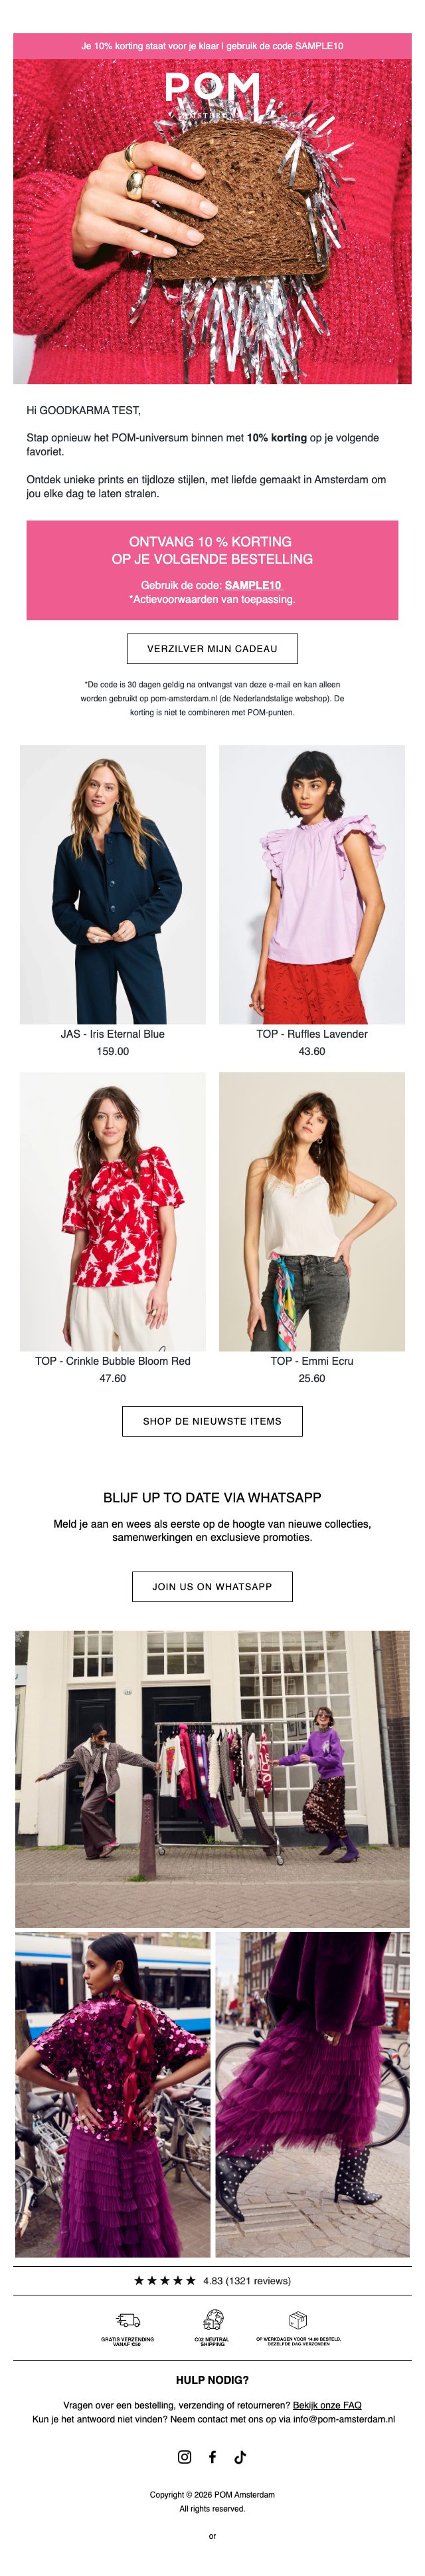 Je 10% korting staat voor je klaar | gebruik de code SAMPLE10
POM
AMSTERDAM
Hi GOODKARMA TEST,
Stap opnieuw het POM-universum binnen met 10% korting op je volgende
favoriet.
Ontdek unieke prints en tijdloze stijlen, met liefde gemaakt in Amsterdam om
jou elke dag te laten stralen.
ONTVANG 10 % KORTING
OP JE VOLGENDE BESTELLING
Gebruik de code: SAMPLE10
*Actievoorwaarden van toepassing.
VERZILVER MIJN CADEAU
*De code is 30 dagen geldig na ontvangst van deze e-mail en kan alleen
worden gebruikt op pom-amsterdam.nl (de Nederlandstalige webshop). De
korting is niet te combineren met POM-punten.
JAS - Iris Eternal Blue
159.00
TOP - Ruffles Lavender
43.60
TOP - Crinkle Bubble Bloom Red
47.60
TOP - Emmi Ecru
25.60
SHOP DE NIEUWSTE ITEMS
BLIJF UP TO DATE VIA WHATSAPP
Meld je aan en wees als eerste op de hoogte van nieuwe collecties,
samenwerkingen en exclusieve promoties.
JOIN US ON WHATSAPP
4.83 (1321 reviews)
GRATIS VERZENDING
VANAF €50
C02 NEUTRAL
SHIPPING
OP WERKDAGEN VOOR 14.00 BESTELD,
DEZELFDE DAG VERZONDEN
HULP NODIG?
Vragen over een bestelling, verzending of retourneren? Bekijk onze FAQ
Kun je het antwoord niet vinden? Neem contact met ons op via info@pom-amsterdam.nl
Copyright © 2026 POM Amsterdam
All rights reserved.
or